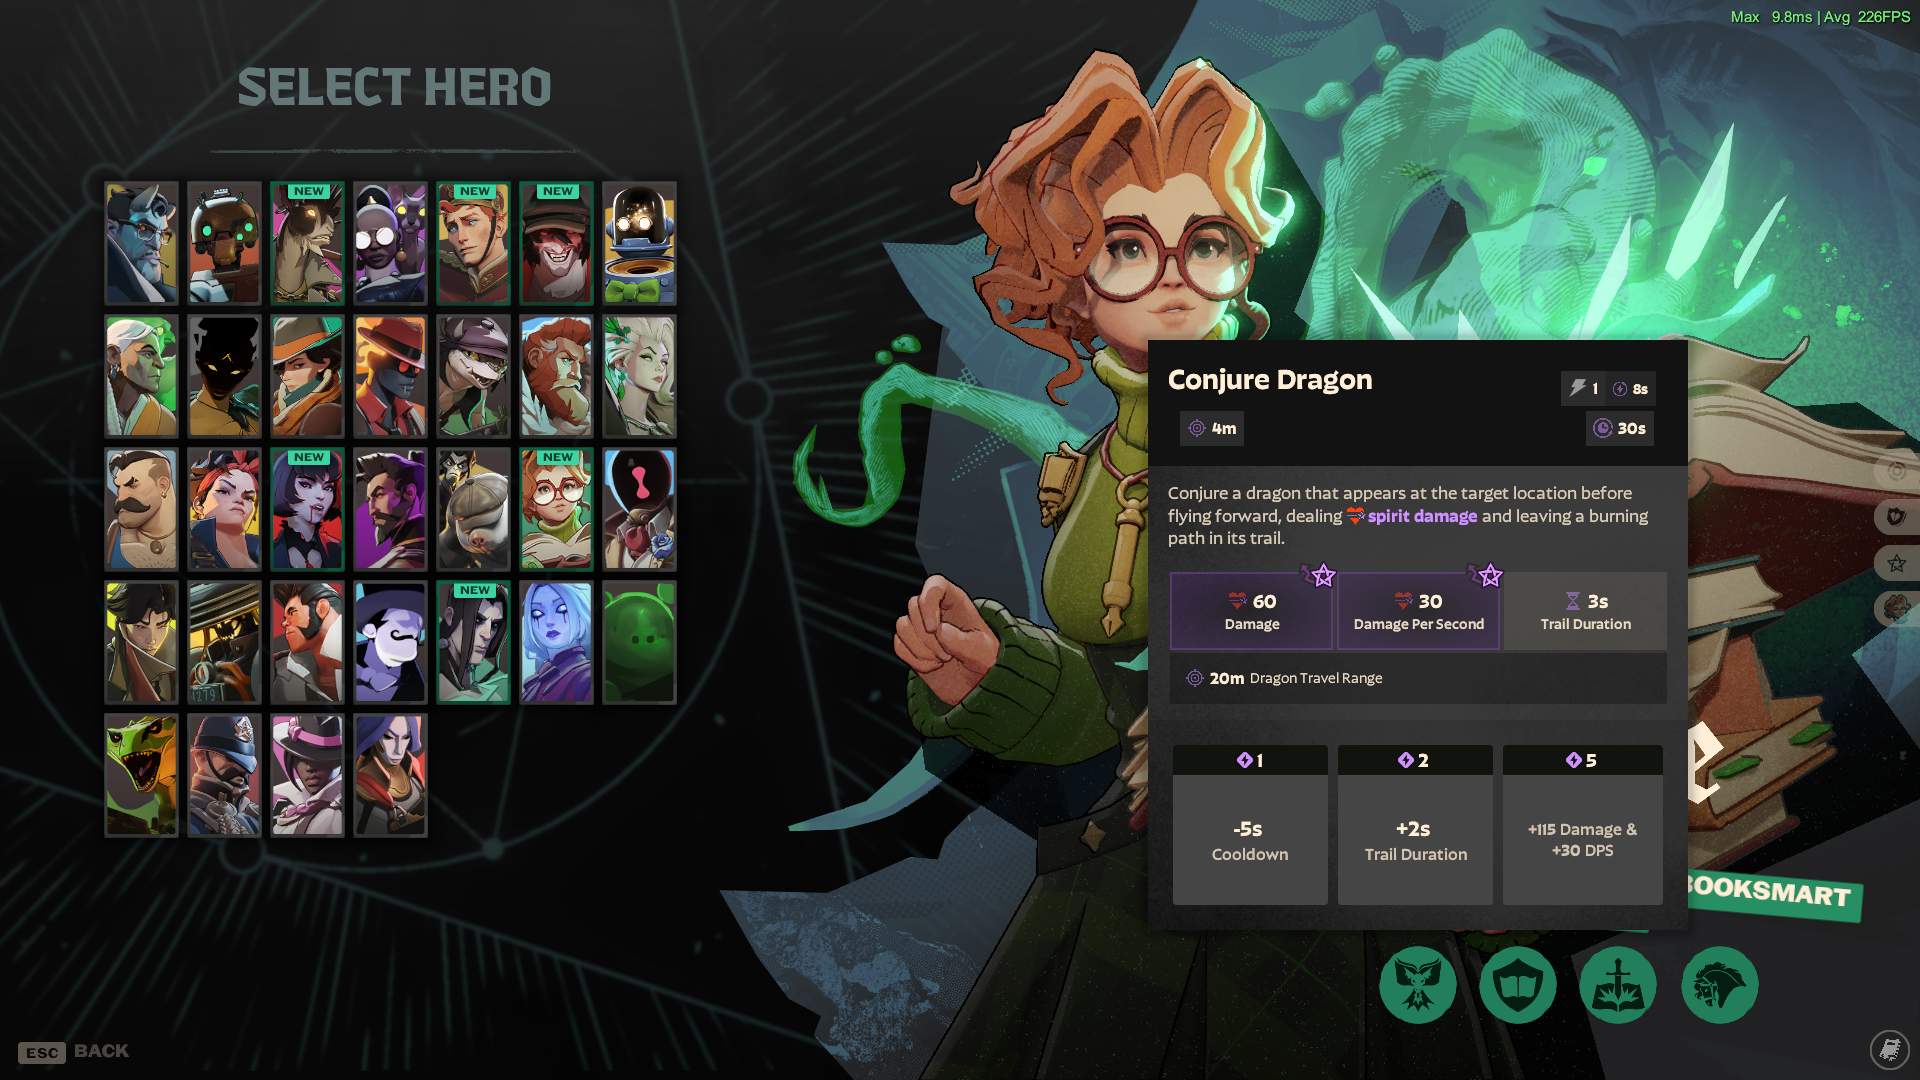 Max 9.8ms | Avg 226FPS
SELECT HERO
NEW
NEW
NEW
NEW
NEW
NEW
Conjure Dragon
1
8s
4m
30s
Conjure a dragon that appears at the target location before
flying forward, dealing spirit damage and leaving a burning
path in its trail.
60
Damage
30
Damage Per Second
3s
Trail Duration
20m Dragon Travel Range
1
-5s
Cooldown
2
+2s
Trail Duration
5
+115 Damage &
+30 DPS
BOOKSMART
ESC BACK